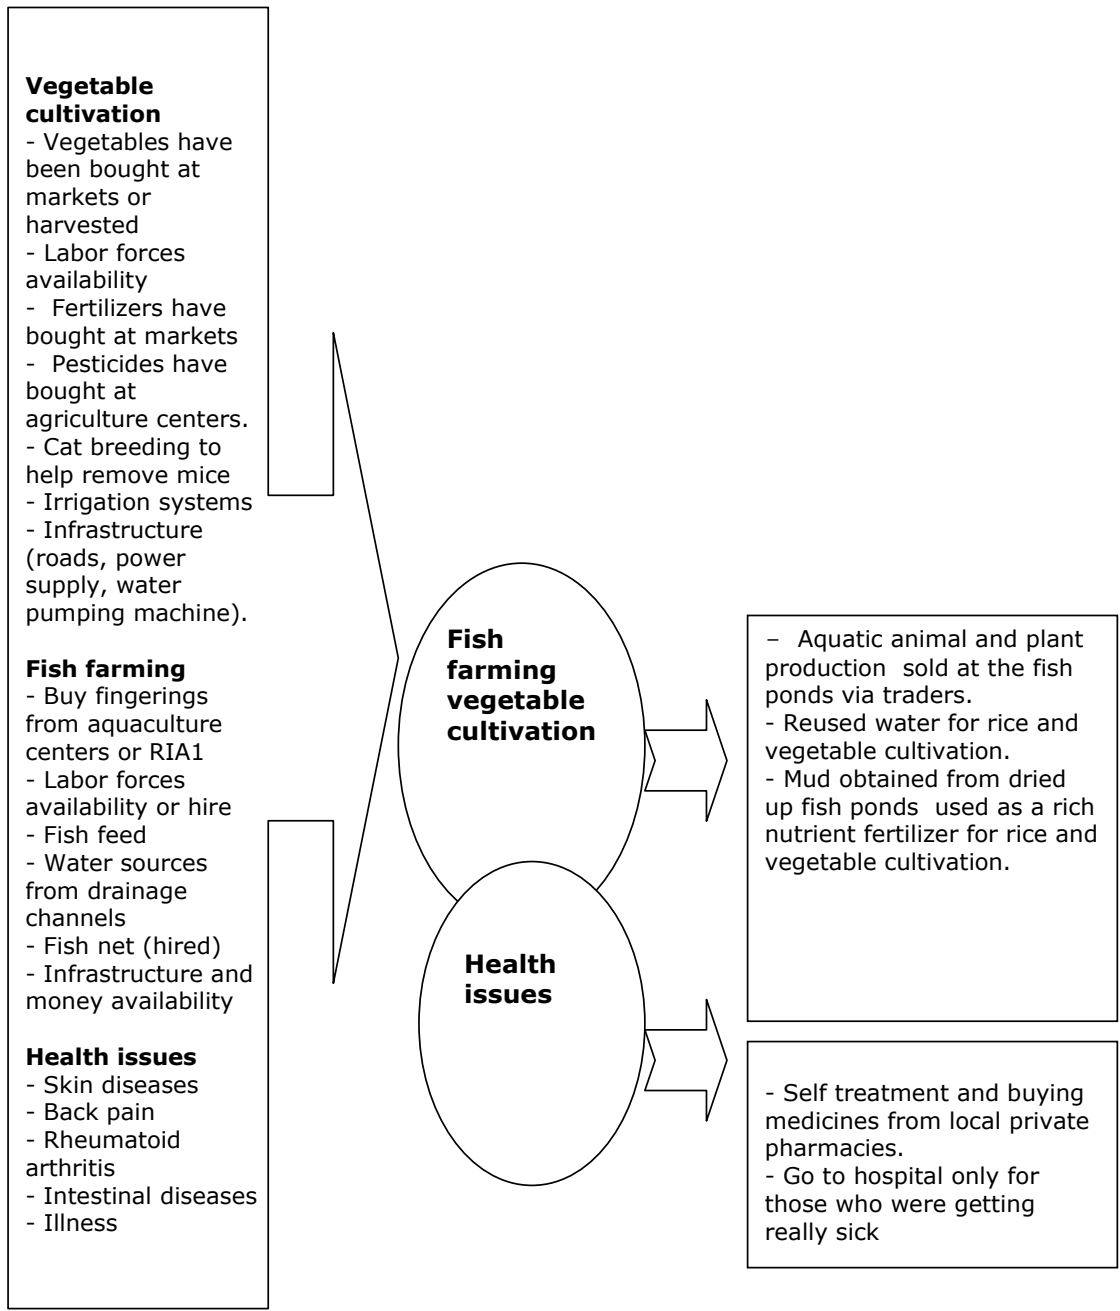 Vegetable
cultivation
- Vegetables have
been bought at
markets or
harvested
- Labor forces
availability
-  Fertilizers have
bought at markets
-  Pesticides have
bought at
agriculture centers.
- Cat breeding to
help remove mice
- Irrigation systems
- Infrastructure
(roads, power
supply, water
pumping machine).
Fish farming
- Buy fingerings
from aquaculture
centers or RIA1
- Labor forces
availability or hire
- Fish feed
- Water sources
from drainage
channels
- Fish net (hired)
- Infrastructure and
money availability
Health issues
- Skin diseases
- Back pain
- Rheumatoid
arthritis
- Intestinal diseases
- Illness
Fish
farming
vegetable
cultivation
Health
issues
–  Aquatic animal and plant
production  sold at the fish
ponds via traders.
- Reused water for rice and
vegetable cultivation.
- Mud obtained from dried
up fish ponds  used as a rich
nutrient fertilizer for rice and
vegetable cultivation.
- Self treatment and buying
medicines from local private
pharmacies.
- Go to hospital only for
those who were getting
really sick